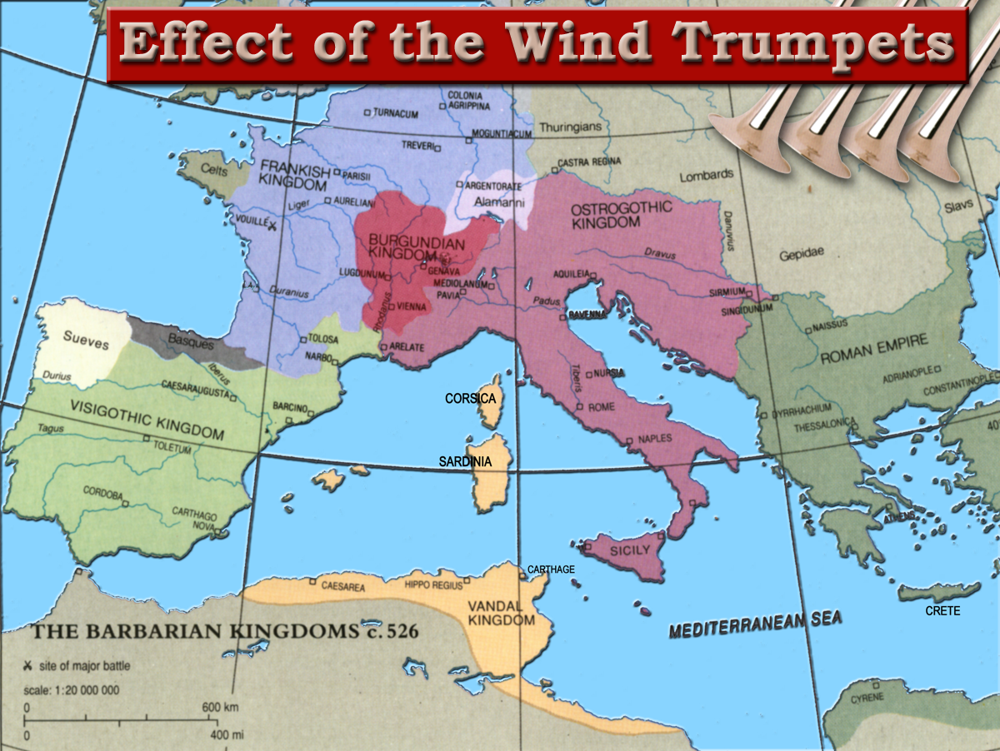 Effect of the Wind Trumpets
COLONIA
AGRIPPINA
TURNACUM
MOGUNTIACUM
Thuringians
TREVERI
CASTRA REGINA
Celts
FRANKISH
KINGDOM
PARISII
ARGENTORATE
Lombards
Alamanni
AURELIANI
Liger
VOUILLÉ
OSTROGOTHIC
KINGDOM
Danuvius
Slavs
BURGUNDIAN
KINGDOM
Gepidae
Dravus
LUGDUNUM
GENAVA
AQUILEIA
MEDIOLANUM
PAVIA
Duranius
Padus
SIRMIUM
SINGIDUNUM
Rhodanus
VIENNA
RAVENNA
NAISSUS
Sueves
Basques
TOLOSA
ARELATE
NARBO
ROMAN EMPIRE
ADRIANOPLE
CONSTANTINOPLE
Durius
Iberus
CAESARAUGUSTA
Tiberis
NURSIA
CORSICA
BARCINO
ROME
VISIGOTHIC KINGDOM
DYRRHACHIUM
THESSALONICA
40°
Tagus
TOLETUM
NAPLES
SARDINIA
CORDOBA
CARTHAGO
NOVA
ATHENS
SICILY
CARTHAGE
CAESAREA
HIPPO REGIUS
VANDAL
KINGDOM
CRETE
MEDITERRANEAN SEA
THE BARBARIAN KINGDOMS c. 526
site of major battle
scale: 1:20 000 000
0 600 km
0 400 mi
CYRENE